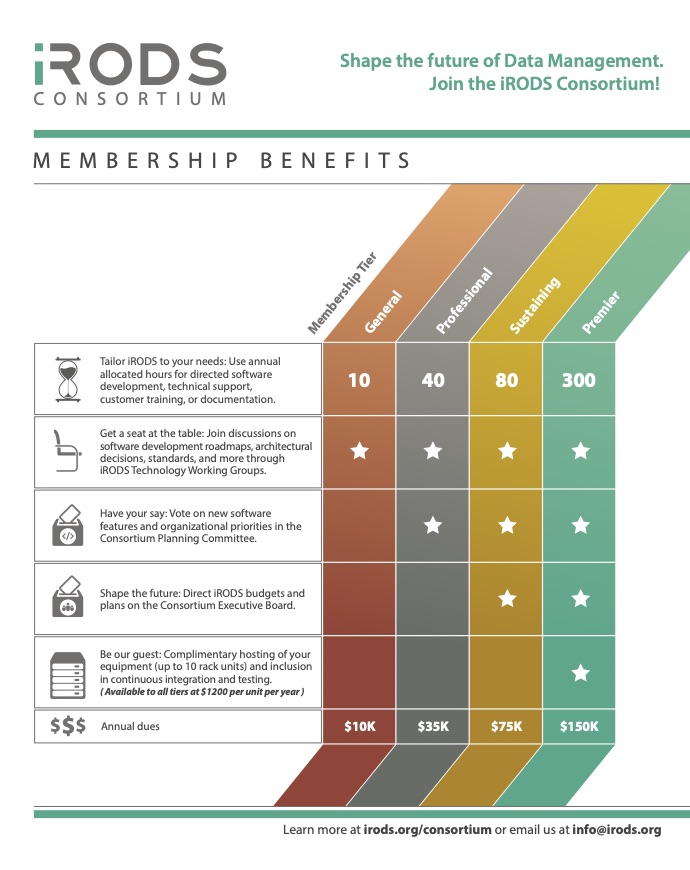 iRODS
CONSORTIUM
Shape the future of Data Management.
Join the iRODS Consortium!
MEMBERSHIP BENEFITS
Membership Tier
General
Professional
Sustaining
Premier
Tailor iRODS to your needs: Use annual
allocated hours for directed software
development, technical support,
customer training, or documentation.
10 40 80 300
Get a seat at the table: Join discussions on
software development roadmaps, architectural
decisions, standards, and more through
iRODS Technology Working Groups.
Have your say: Vote on new software
features and organizational priorities in the
Consortium Planning Committee.
</>
Shape the future: Direct iRODS budgets and
plans on the Consortium Executive Board.
Be our guest: Complimentary hosting of your
equipment (up to 10 rack units) and inclusion
in continuous integration and testing.
( Available to all tiers at $1200 per unit per year )
$$$ Annual dues $10K $35K $75K $150K
Learn more at irods.org/consortium or email us at info@irods.org